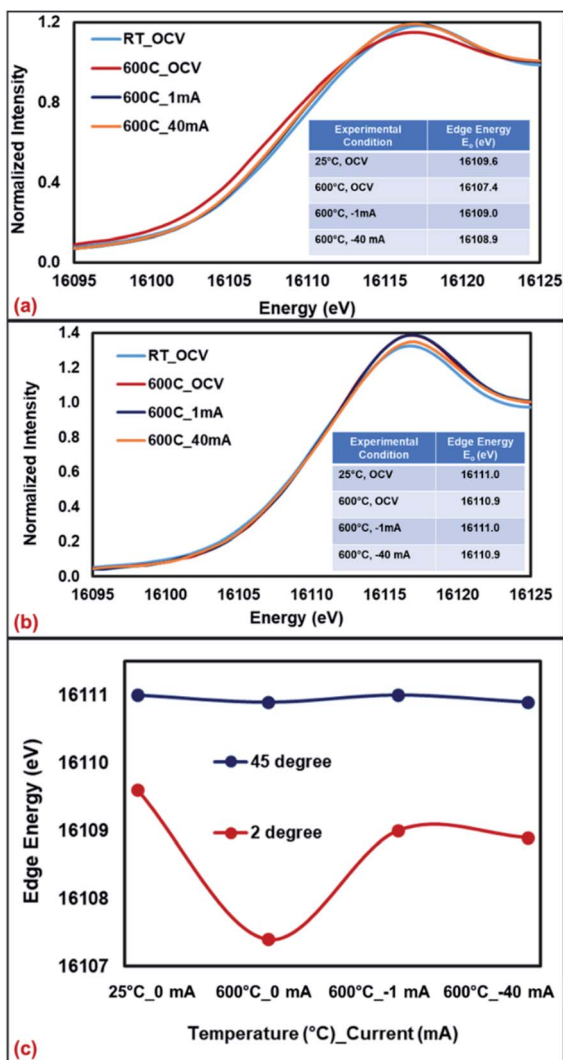 1.2
0.8
0.4
0.0
Normalized Intensity
RT_OCV
600C_OCV
600C_1mA
600C_40mA
Experimental Condition Edge Energy E₀ (eV)
25°C, OCV 16109.6
600°C, OCV 16107.4
600°C, -1mA 16109.0
600°C, -40 mA 16108.9
16095 16100 16105 16110 16115 16120 16125
(a) Energy (eV)
1.4
1.2
1.0
0.8
0.6
0.4
0.2
0.0
Normalized Intensity
RT_OCV
600C_OCV
600C_1mA
600C_40mA
Experimental Condition Edge Energy E₀ (eV)
25°C, OCV 16111.0
600°C, OCV 16110.9
600°C, -1mA 16111.0
600°C, -40 mA 16110.9
16095 16100 16105 16110 16115 16120 16125
(b) Energy (eV)
16111
16110
16109
16108
16107
Edge Energy (eV)
45 degree
2 degree
25°C_0 mA 600°C_0 mA 600°C_-1 mA 600°C_-40 mA
Temperature (°C)_Current (mA)
(c)